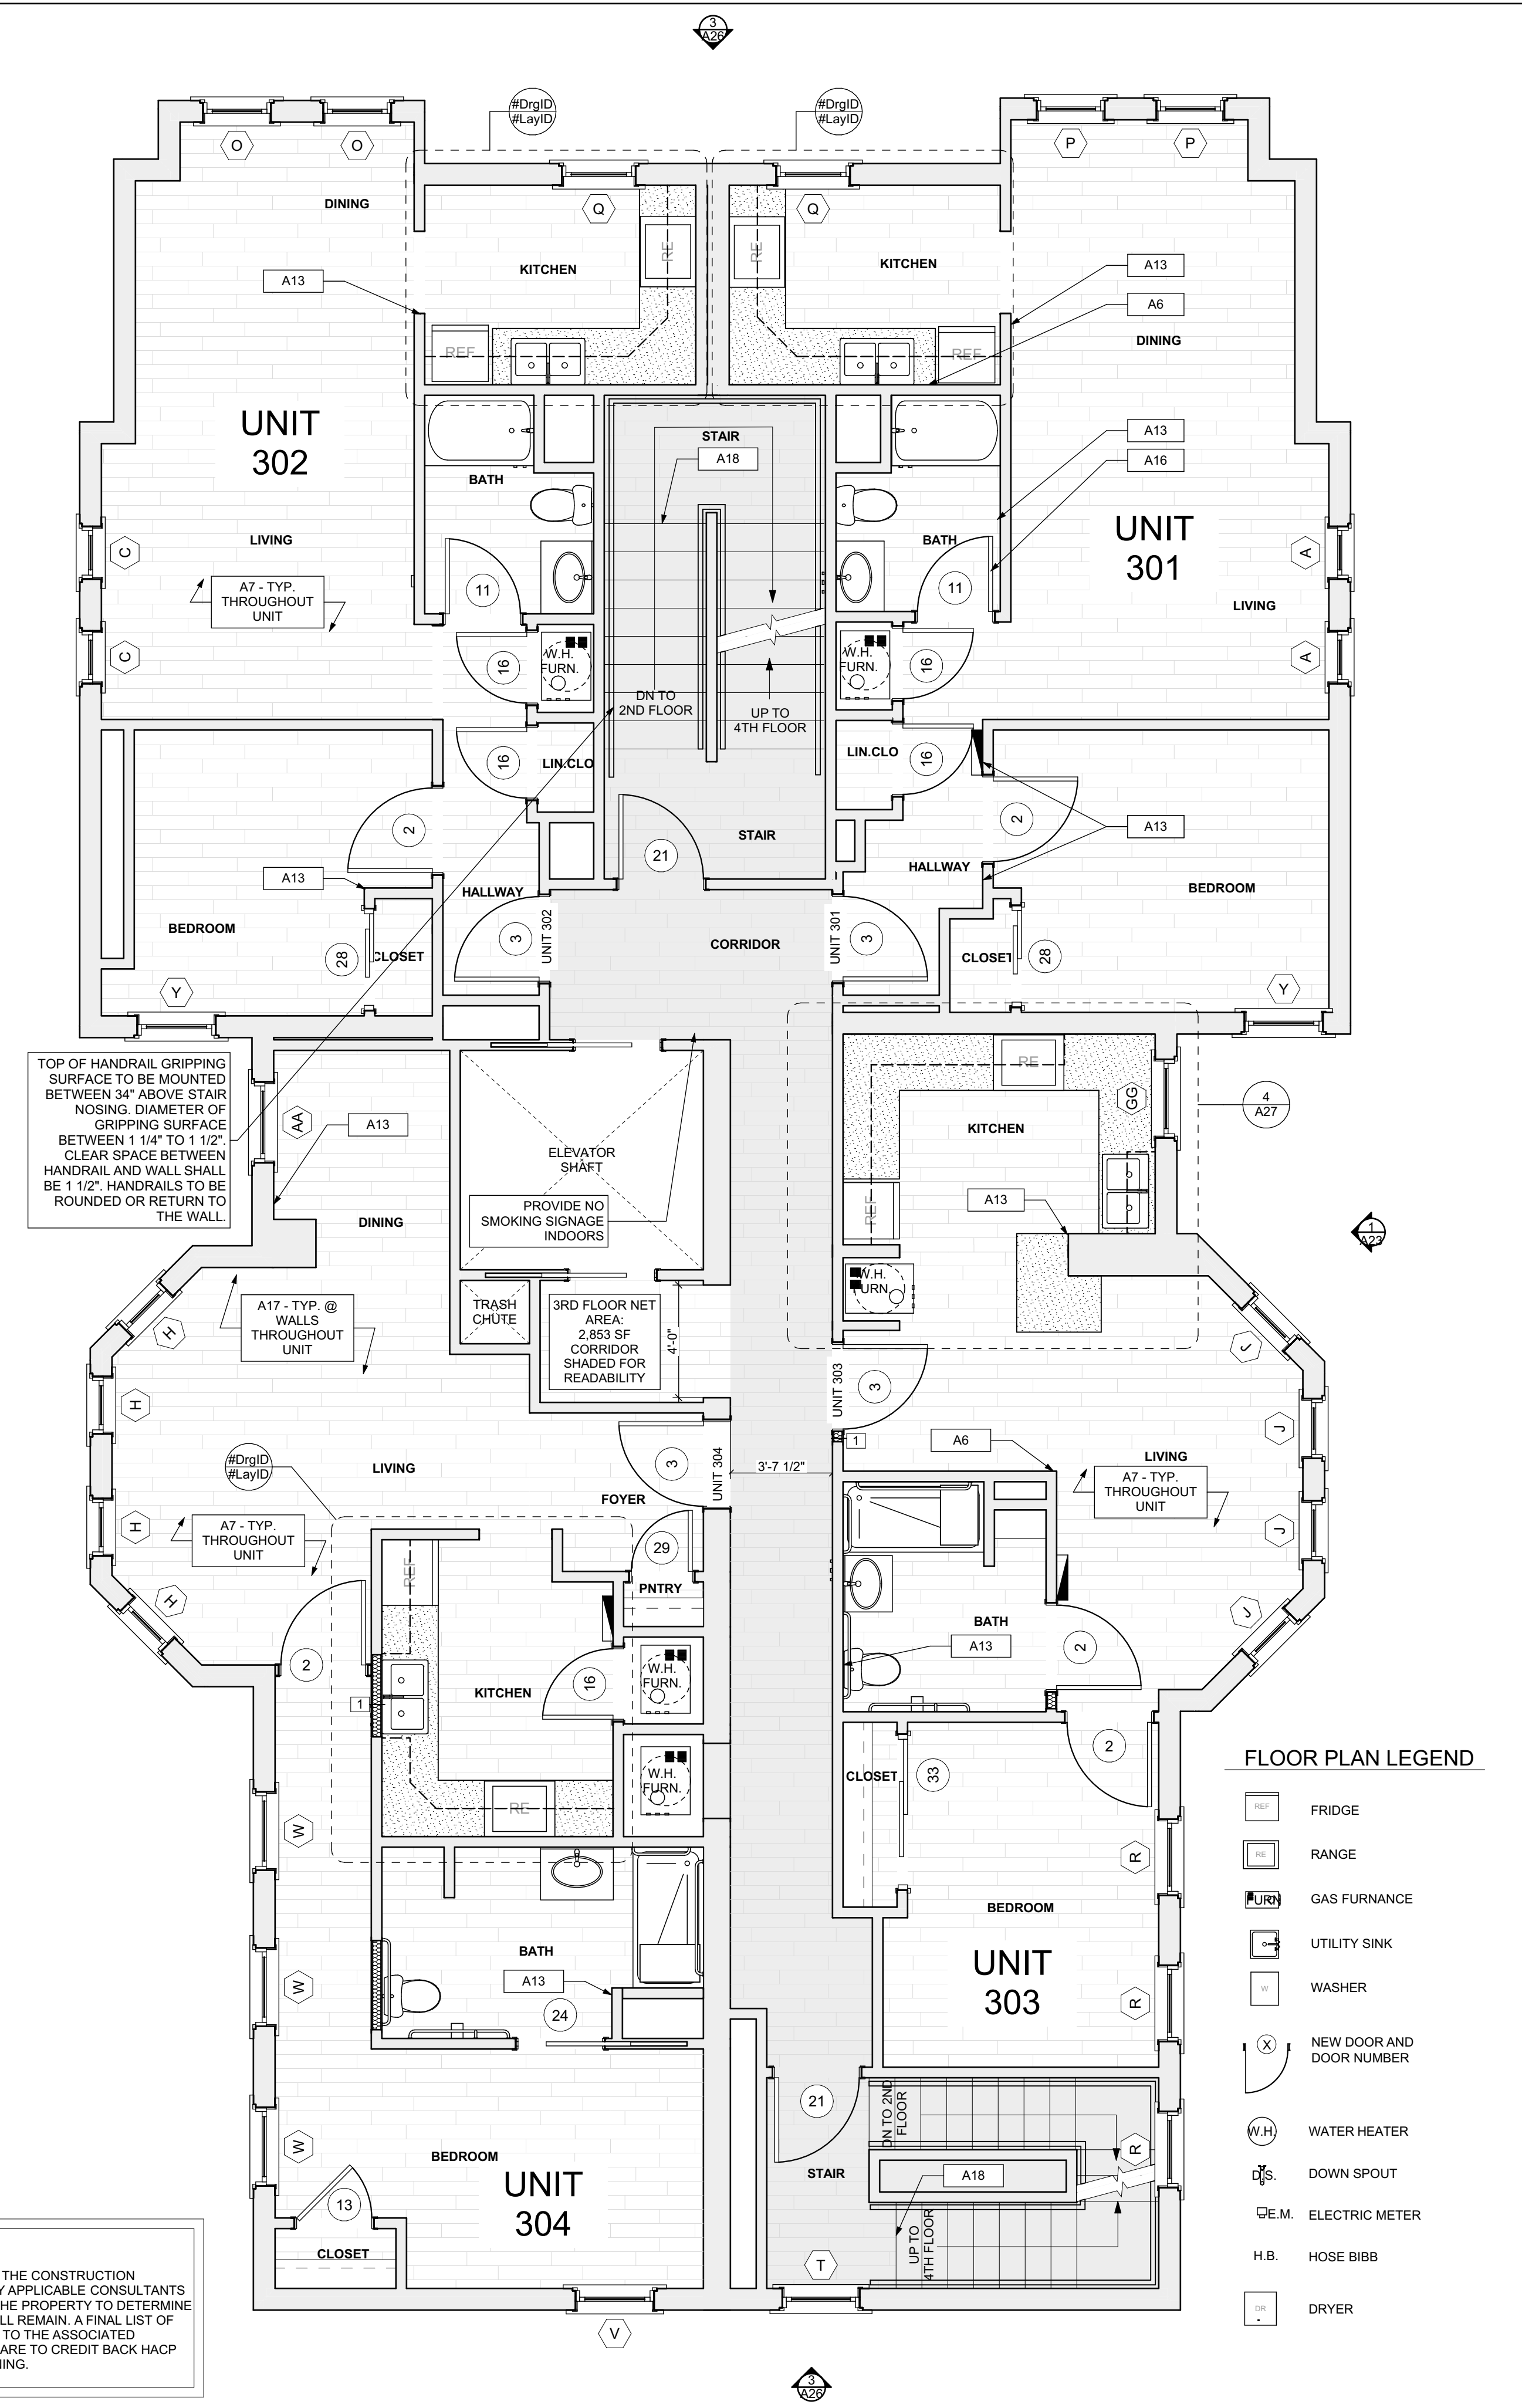 3
A26
#DrgID
#LayID
#DrgID
#LayID
O
O
P
P
Q
Q
DINING
KITCHEN
RE
RE
KITCHEN
A13
A13
A6
DINING
REF
REF
UNIT
302
STAIR
A18
A13
A16
BATH
BATH
UNIT
301
LIVING
C
C
A
A
A7 - TYP.
THROUGHOUT
UNIT
11
11
LIVING
W.H.
FURN.
W.H.
FURN.
16
16
DN TO
2ND FLOOR
UP TO
4TH FLOOR
16
LIN.CLO
LIN.CLO
16
2
2
STAIR
A13
21
A13
HALLWAY
HALLWAY
BEDROOM
BEDROOM
3
UNIT 302
CORRIDOR
UNIT 301
3
28
CLOSET
CLOSET
28
Y
Y
TOP OF HANDRAIL GRIPPING
SURFACE TO BE MOUNTED
BETWEEN 34" ABOVE STAIR
NOSING. DIAMETER OF
GRIPPING SURFACE
BETWEEN 1 1/4" TO 1 1/2".
CLEAR SPACE BETWEEN
HANDRAIL AND WALL SHALL
BE 1 1/2". HANDRAILS TO BE
ROUNDED OR RETURN TO
THE WALL.
AA
A13
RE
GG
4
A27
KITCHEN
ELEVATOR
SHAFT
A13
REF
PROVIDE NO
SMOKING SIGNAGE
INDOORS
DINING
1
A23
W.H.
FURN.
TRASH
CHUTE
3RD FLOOR NET
AREA:
2,853 SF
CORRIDOR
SHADED FOR
READABILITY
4'-0"
A17 - TYP. @
WALLS
THROUGHOUT
UNIT
H
H
H
H
J
J
J
J
UNIT 303
3
1
A6
#DrgID
#LayID
LIVING
FOYER
3
UNIT 304
3'-7 1/2"
LIVING
A7 - TYP.
THROUGHOUT
UNIT
A7 - TYP.
THROUGHOUT
UNIT
29
REF
PNTRY
BATH
A13
2
2
W.H.
FURN.
16
KITCHEN
1
2
W.H.
FURN.
RE
CLOSET
33
W
W
W
R
R
R
BEDROOM
UNIT
303
BATH
A13
24
21
DN TO 2ND
FLOOR
STAIR
A18
UP TO
4TH FLOOR
BEDROOM
UNIT
304
13
CLOSET
T
V
3
A26
FLOOR PLAN LEGEND
REF
FRIDGE
RE
RANGE
FURN
GAS FURNANCE
UTILITY SINK
W
WASHER
X
NEW DOOR AND
DOOR NUMBER
W.H.
WATER HEATER
D.S.
DOWN SPOUT
E.M.
ELECTRIC METER
H.B.
HOSE BIBB
DR
DRYER
THE CONSTRUCTION
Y APPLICABLE CONSULTANTS
HE PROPERTY TO DETERMINE
LL REMAIN. A FINAL LIST OF
TO THE ASSOCIATED
ARE TO CREDIT BACK HACP
NING.